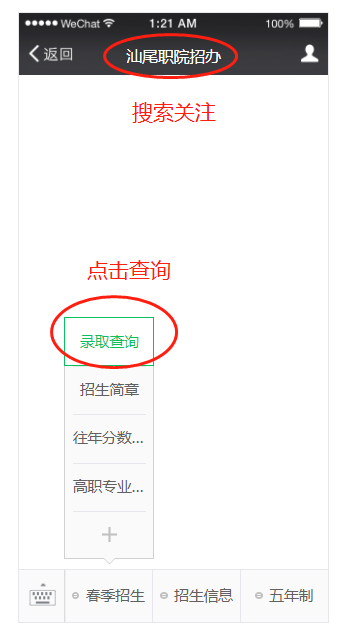 WeChat 1:21 AM 100%
返回 汕尾职院招办
搜索关注
点击查询
录取查询
招生简章
往年分数...
高职专业...
春季招生 招生信息 五年制